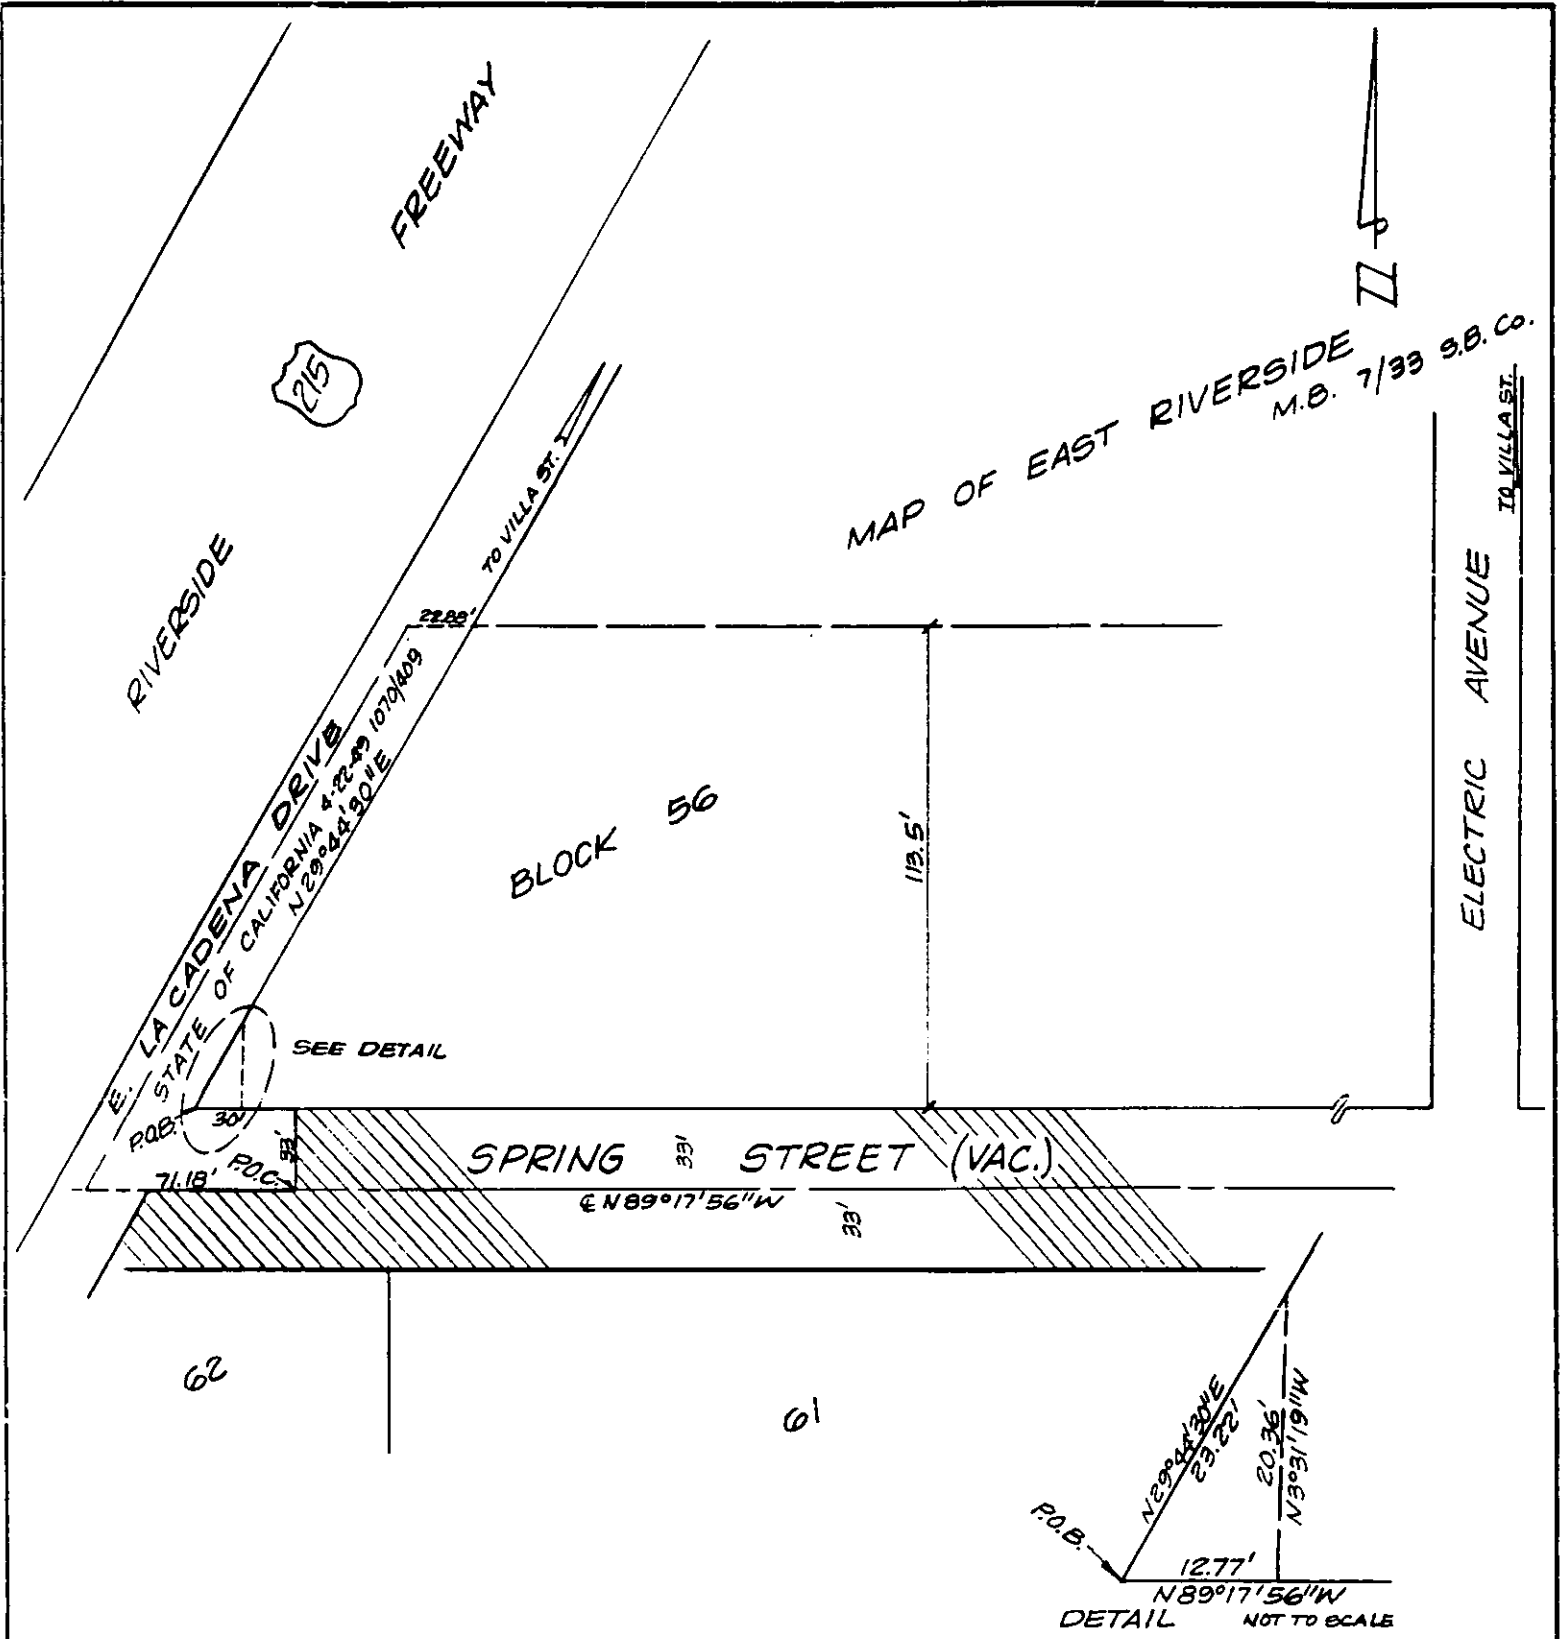 FREEWAY
215
RIVERSIDE
N
MAP OF EAST RIVERSIDE
M.B. 7/33 S.B. Co.
TO VILLA ST.
TO VILLA ST.
ELECTRIC AVENUE
22.88'
E. LA CADENA DRIVE
STATE OF CALIFORNIA 4-22-49 1070/409
N 29°44'30"E
BLOCK 56
113.5'
SEE DETAIL
P.O.B.
30'
33'
P.O.C.
71.18'
SPRING 33' STREET (VAC.)
℄ N89°17'56"W
33'
62
61
N29°44'30"E
23.22'
20.36'
N3°31'19"W
P.O.B.
12.77'
N89°17'56"W
DETAIL NOT TO SCALE